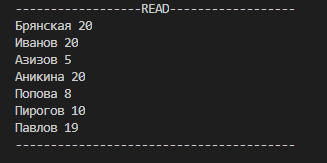 ------------------READ------------------
Брянская 20
Иванов 20
Азизов 5
Аникина 20
Попова 8
Пирогов 10
Павлов 19
----------------------------------------